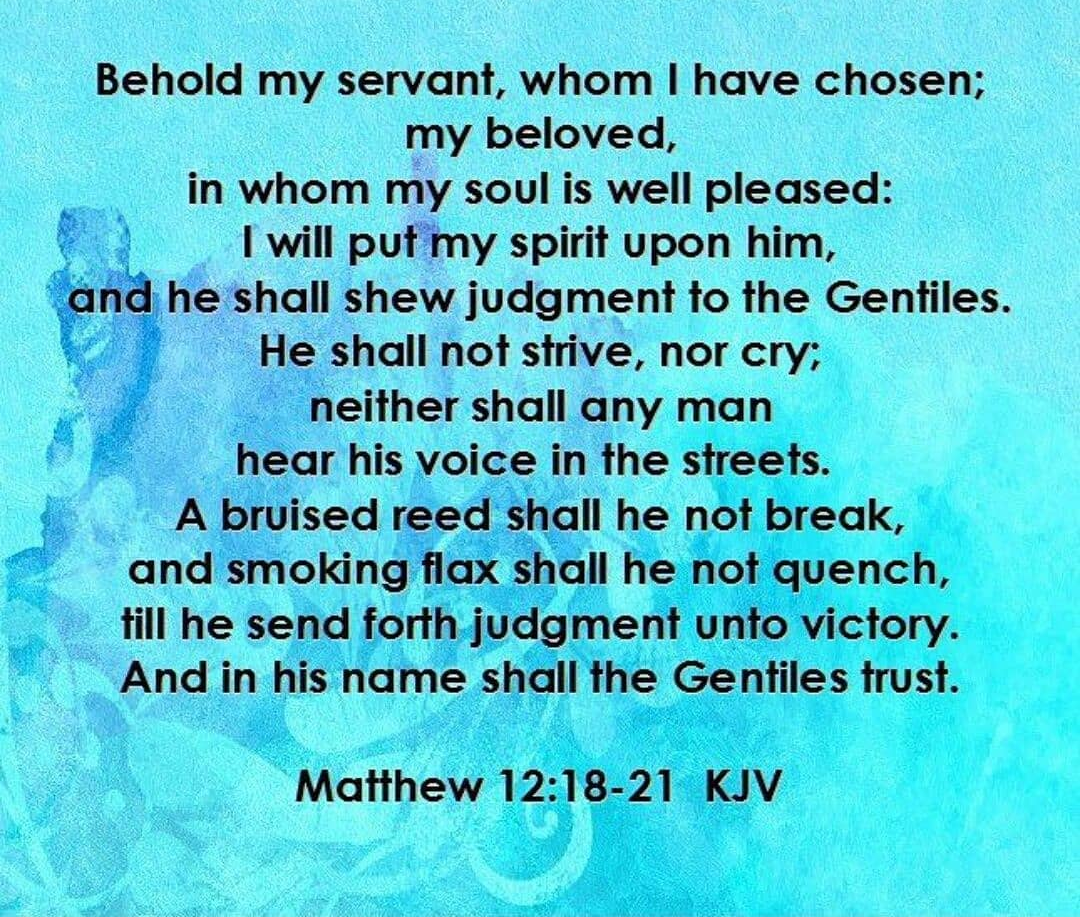 Behold my servant, whom I have chosen;
my beloved,
in whom my soul is well pleased:
I will put my spirit upon him,
and he shall shew judgment to the Gentiles.
He shall not strive, nor cry;
neither shall any man
hear his voice in the streets.
A bruised reed shall he not break,
and smoking flax shall he not quench,
till he send forth judgment unto victory.
And in his name shall the Gentiles trust.
Matthew 12:18-21 KJV